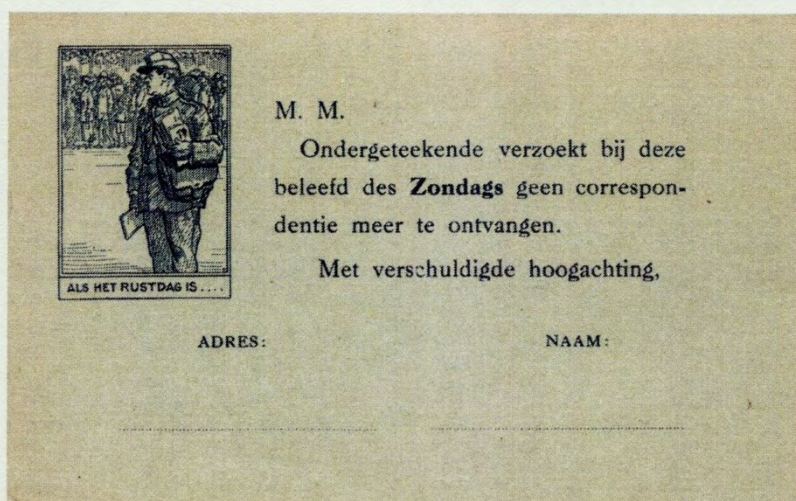 M. M.
Ondergeteekende verzoekt bij deze
beleefd des Zondags geen correspon-
dentie meer te ontvangen.
Met verschuldigde hoogachting,
ALS HET RUSTDAG IS ....
ADRES:
NAAM: